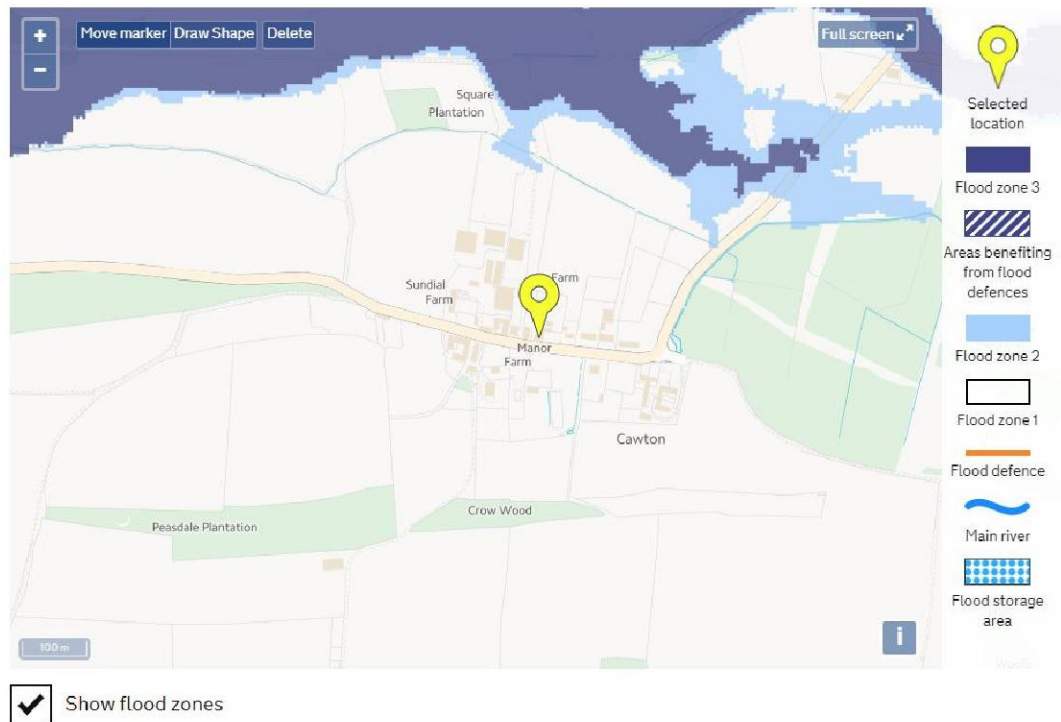 +
−
Move marker
Draw Shape
Delete
Full screen
Square
Plantation
Sundial
Farm
Farm
Manor
Farm
Cawton
Crow Wood
Peasdale Plantation
100 m
i
Selected
location
Flood zone 3
Areas benefiting
from flood
defences
Flood zone 2
Flood zone 1
Flood defence
Main river
Flood storage
area
Show flood zones